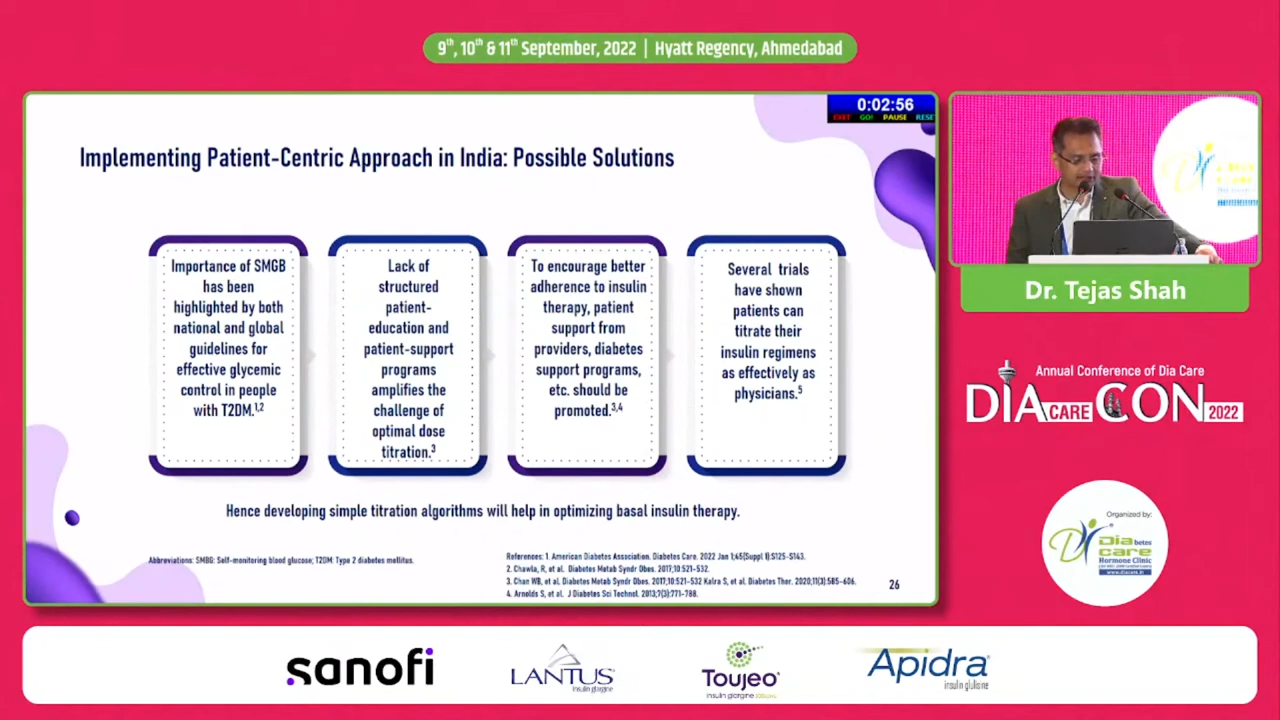 9th, 10th & 11th September, 2022 | Hyatt Regency, Ahmedabad
0:02:56
EXIT GO! PAUSE RESE
Implementing Patient-Centric Approach in India: Possible Solutions
Importance of SMGB
has been
highlighted by both
national and global
guidelines for
effective glycemic
control in people
with T2DM.1,2
Lack of
structured
patient-
education and
patient-support
programs
amplifies the
challenge of
optimal dose
titration.3
To encourage better
adherence to insulin
therapy, patient
support from
providers, diabetes
support programs,
etc. should be
promoted.3,4
Several trials
have shown
patients can
titrate their
insulin regimens
as effectively as
physicians.5
Hence developing simple titration algorithms will help in optimizing basal insulin therapy.
Abbreviations: SMBG: Self-monitoring blood glucose; T2DM: Type 2 diabetes mellitus.
References: 1. American Diabetes Association. Diabetes Care. 2022 Jan 1;45(Suppl 1):S125-S143.
2. Chawla, R, et al. Diabetes Metab Syndr Obes. 2017;10:521-532.
3. Chan WB, et al. Diabetes Metab Syndr Obes. 2017;10:521-532 Kalra S, et al. Diabetes Ther. 2020;11(3):585-606.
4. Arnolds S, et al. J Diabetes Sci Technol. 2013;7(3):771-788.
26
Dr. Tejas Shah
Annual Conference of Dia Care
DIA CARE CON 2022
Organized by:
Diabetes
care
Hormone Clinic
www.diacare.in
sanofi
LANTUS
insulin glargine
Toujeo
insulin glargine
Apidra
insulin glulisine